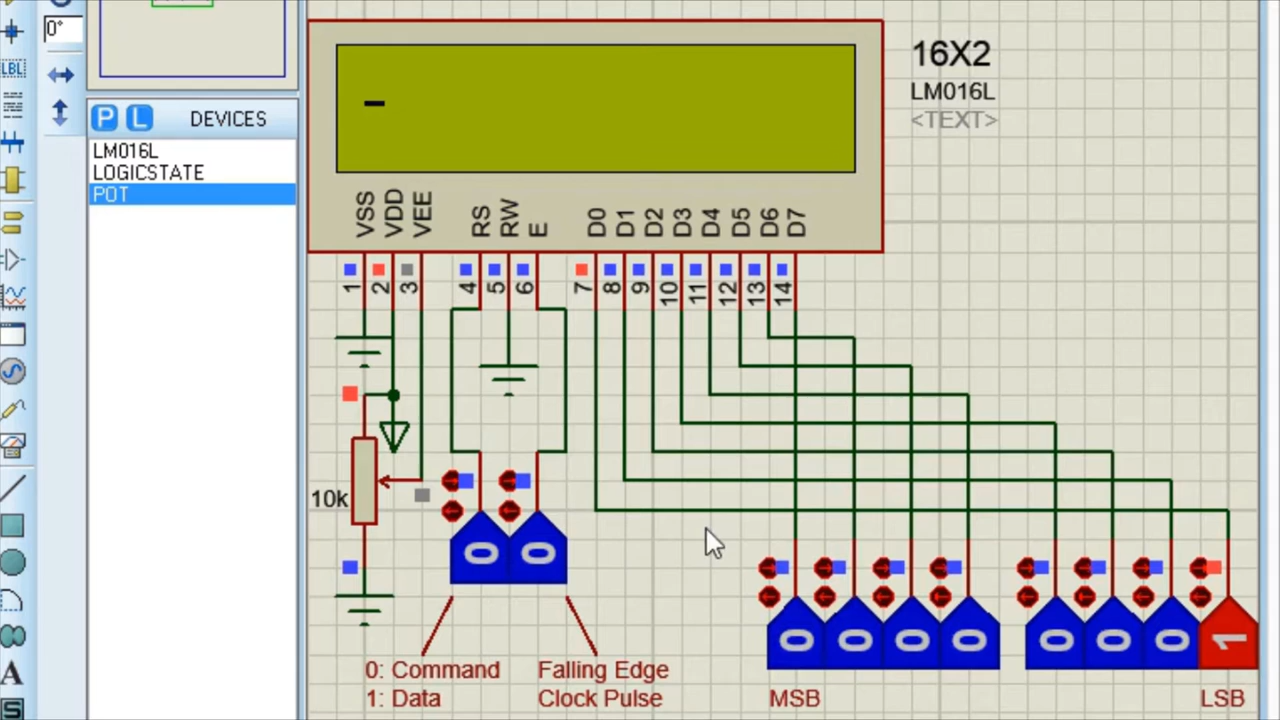 0°
LBL
P L DEVICES
LM016L
LOGICSTATE
POT
A
S
16X2
LM016L
<TEXT>
VSS VDD VEE RS RW E D0 D1 D2 D3 D4 D5 D6 D7
1 2 3 4 5 6 7 8 9 10 11 12 13 14
10k
0 0
0 0 0 0 0 0 0 1
0: Command
1: Data
Falling Edge
Clock Pulse
MSB
LSB